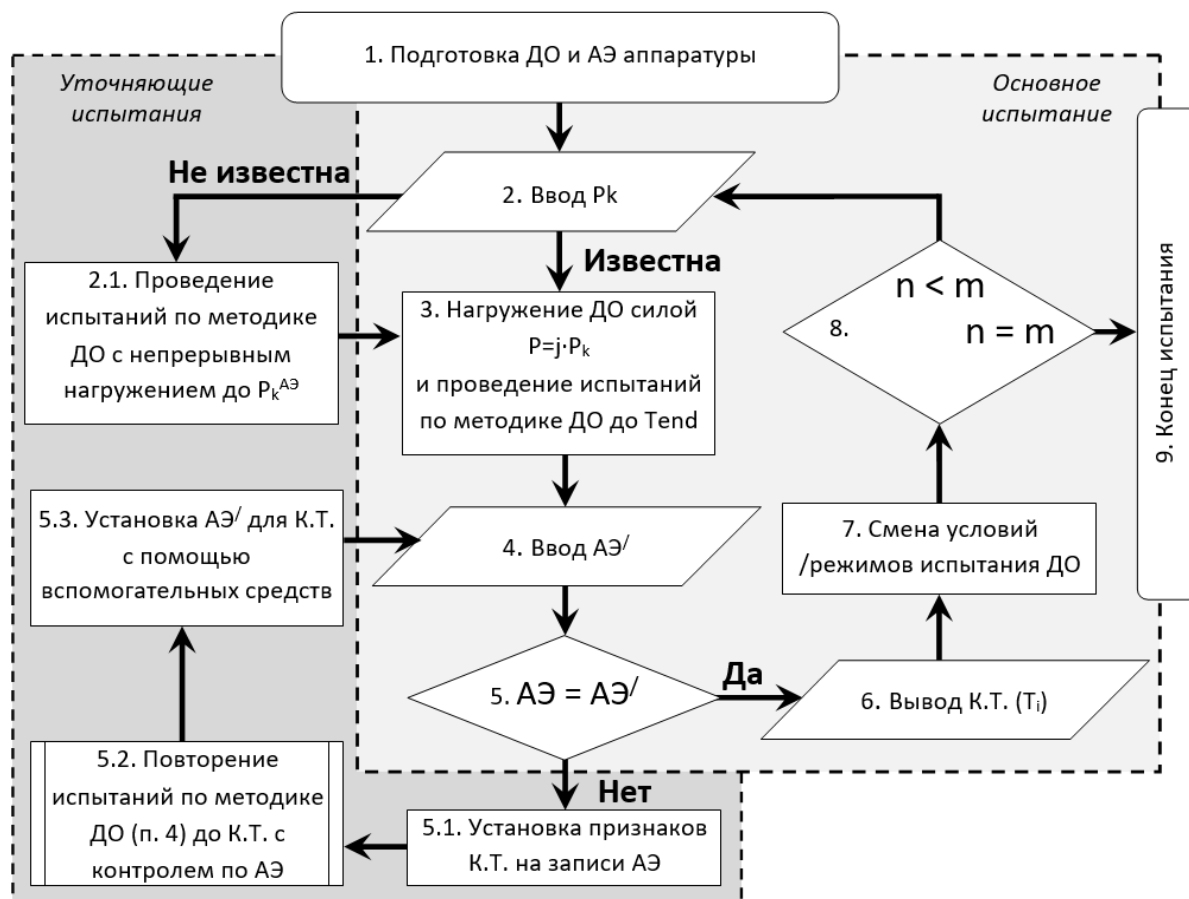 1. Подготовка ДО и АЭ аппаратуры
Уточняющие
испытания
Основное
испытание
Не известна
2. Ввод Pk
Известна
2.1. Проведение
испытаний по методике
ДО с непрерывным
нагружением до Pₖᴬᴱ
3. Нагружение ДО силой
P=j·Pₖ
и проведение испытаний
по методике ДО до Tend
n < m
8.
n = m
9. Конец испытания
5.3. Установка АЭ/ для К.Т.
с помощью
вспомогательных средств
4. Ввод АЭ/
7. Смена условий
/режимов испытания ДО
5. АЭ = АЭ/
Да
6. Вывод К.Т. (Tᵢ)
Нет
5.2. Повторение
испытаний по методике
ДО (п. 4) до К.Т. с
контролем по АЭ
5.1. Установка признаков
К.Т. на записи АЭ